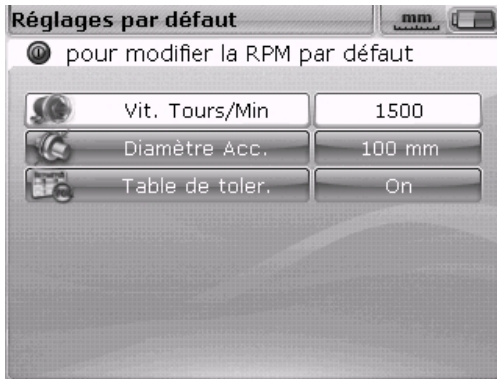 Réglages par défaut mm
pour modifier la RPM par défaut
Vit. Tours/Min 1500
Diamètre Acc. 100 mm
Table de toler. On